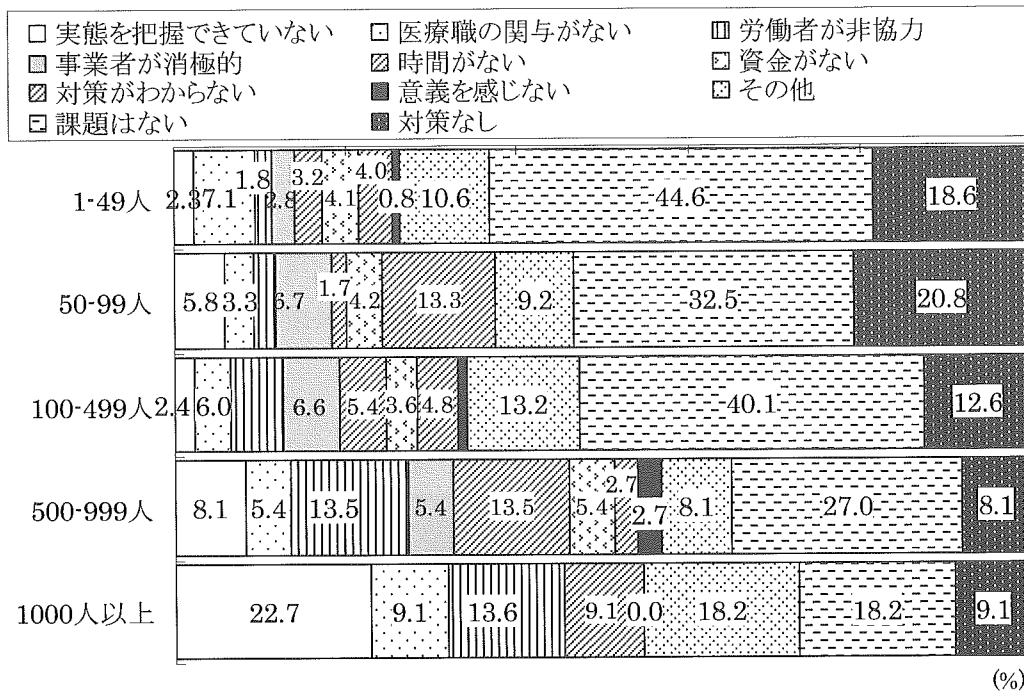 □ 実態を把握できていない □ 医療職の関与がない □ 労働者が非協力
□ 事業者が消極的 □ 時間がない □ 資金がない
□ 対策がわからない ■ 意義を感じない □ その他
□ 課題はない ■ 対策なし
1-49人 2.3 7.1 1.8 2.8 3.2 4.1 4.0 0.8 10.6 44.6 18.6
50-99人 5.8 3.3 6.7 1.7 4.2 13.3 9.2 32.5 20.8
100-499人 2.4 6.0 6.6 5.4 3.6 4.8 13.2 40.1 12.6
500-999人 8.1 5.4 13.5 5.4 13.5 5.4 2.7 2.7 8.1 27.0 8.1
1000人以上 22.7 9.1 13.6 9.1 0.0 18.2 18.2 9.1
(%)